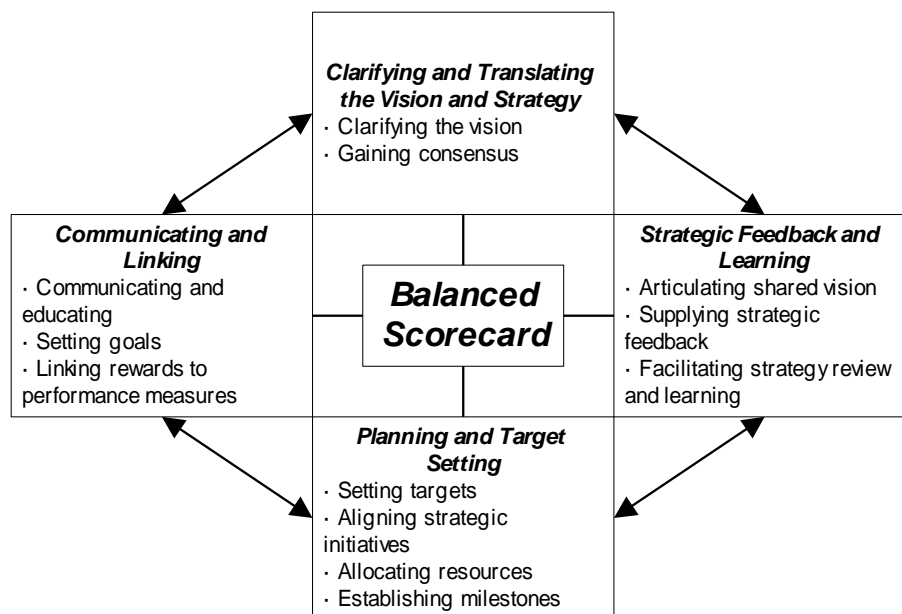 Clarifying and Translating
the Vision and Strategy
· Clarifying the vision
· Gaining consensus
Communicating and
Linking
· Communicating and
educating
· Setting goals
· Linking rewards to
performance measures
Balanced
Scorecard
Strategic Feedback and
Learning
· Articulating shared vision
· Supplying strategic
feedback
· Facilitating strategy review
and learning
Planning and Target
Setting
· Setting targets
· Aligning strategic
initiatives
· Allocating resources
· Establishing milestones